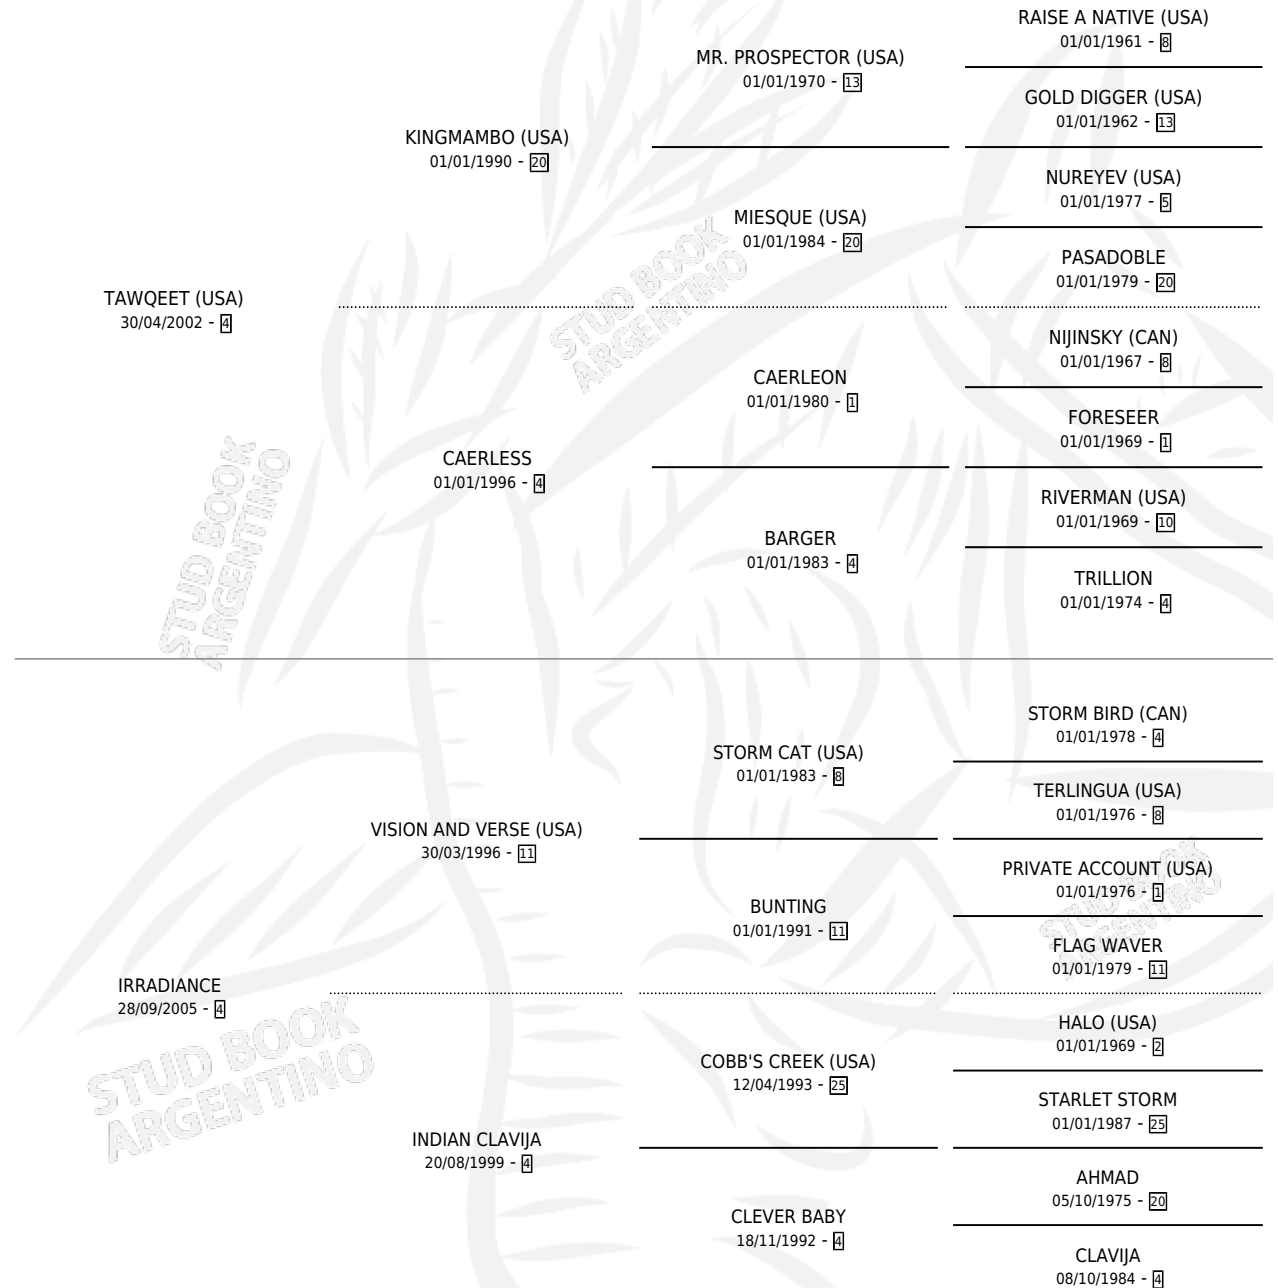 RAISE A NATIVE (USA)
01/01/1961 - 8
MR. PROSPECTOR (USA)
01/01/1970 - 13
GOLD DIGGER (USA)
01/01/1962 - 13
KINGMAMBO (USA)
01/01/1990 - 20
NUREYEV (USA)
01/01/1977 - 5
MIESQUE (USA)
01/01/1984 - 20
PASADOBLE
01/01/1979 - 20
TAWQEET (USA)
30/04/2002 - 4
NIJINSKY (CAN)
01/01/1967 - 8
CAERLEON
01/01/1980 - 1
FORESEER
01/01/1969 - 1
CAERLESS
01/01/1996 - 4
RIVERMAN (USA)
01/01/1969 - 10
BARGER
01/01/1983 - 4
TRILLION
01/01/1974 - 4
STUD BOOK
ARGENTINO
STUD BOOK
ARGENTINO
STORM BIRD (CAN)
01/01/1978 - 4
STORM CAT (USA)
01/01/1983 - 8
TERLINGUA (USA)
01/01/1976 - 8
VISION AND VERSE (USA)
30/03/1996 - 11
PRIVATE ACCOUNT (USA)
01/01/1976 - 1
BUNTING
01/01/1991 - 11
FLAG WAVER
01/01/1979 - 11
STUD BOOK
ARGENTINO
IRRADIANCE
28/09/2005 - 4
HALO (USA)
01/01/1969 - 2
COBB'S CREEK (USA)
12/04/1993 - 25
STARLET STORM
01/01/1987 - 25
STUD BOOK
ARGENTINO
INDIAN CLAVIJA
20/08/1999 - 4
AHMAD
05/10/1975 - 20
CLEVER BABY
18/11/1992 - 4
CLAVIJA
08/10/1984 - 4